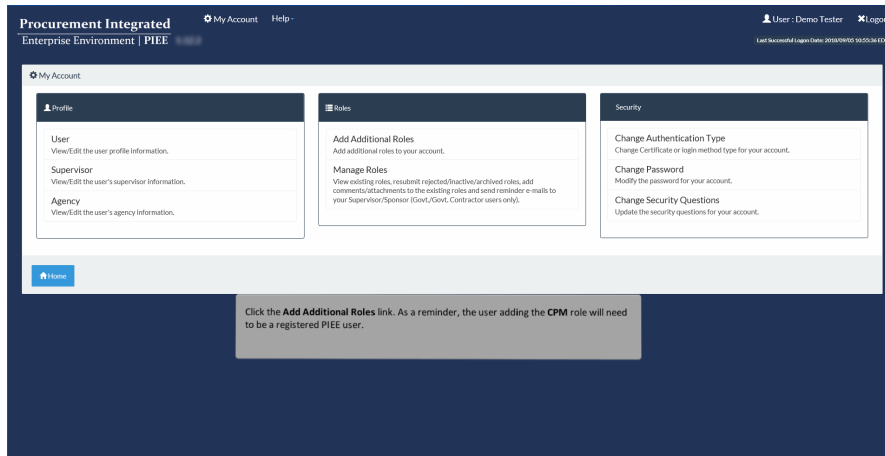 Procurement Integrated
Enterprise Environment | PIEE
My Account Help
User : Demo Tester Logon
Last Successful Logon Date: 2018/09/05 10:55:36 ED
My Account
Profile
User
View/Edit the user profile information.
Supervisor
View/Edit the user's supervisor information.
Agency
View/Edit the user's agency information.
Roles
Add Additional Roles
Add additional roles to your account.
Manage Roles
View existing roles, resubmit rejected/inactive/archived roles, add
comments/attachments to the existing roles and send reminder e-mails to
your Supervisor/Sponsor (Govt./Govt. Contractor users only).
Security
Change Authentication Type
Change Certificate or login method type for your account.
Change Password
Modify the password for your account.
Change Security Questions
Update the security questions for your account.
Home
Click the Add Additional Roles link. As a reminder, the user adding the CPM role will need
to be a registered PIEE user.